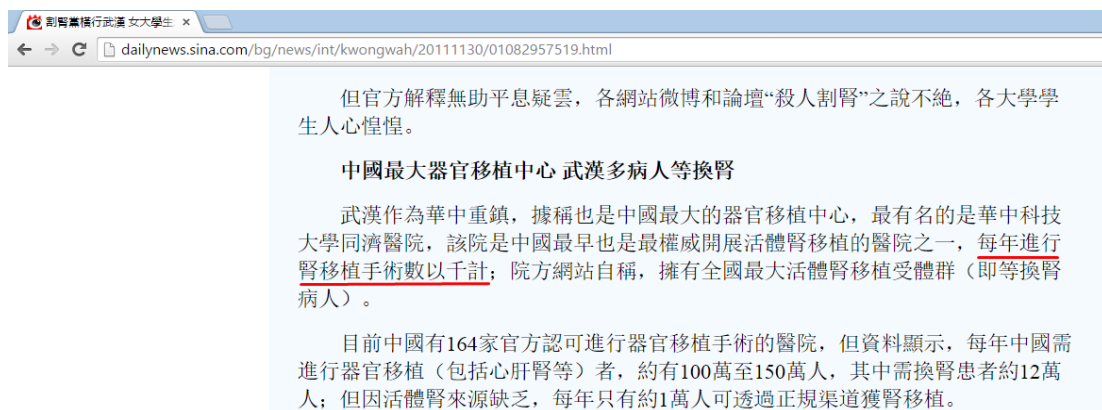 割腎黨橫行武漢 女大學生
dailynews.sina.com/bg/news/int/kwongwah/20111130/01082957519.html
但官方解釋無助平息疑雲，各網站微博和論壇“殺人割腎”之說不絶，各大學學
生人心惶惶。
中國最大器官移植中心 武漢多病人等換腎
武漢作為華中重鎮，據稱也是中國最大的器官移植中心，最有名的是華中科技
大學同濟醫院，該院是中國最早也是最權威開展活體腎移植的醫院之一，每年進行
腎移植手術數以千計；院方網站自稱，擁有全國最大活體腎移植受體群（即等換腎
病人）。
目前中國有164家官方認可進行器官移植手術的醫院，但資料顯示，每年中國需
進行器官移植（包括心肝腎等）者，約有100萬至150萬人，其中需換腎患者約12萬
人；但因活體腎來源缺乏，每年只有約1萬人可透過正規渠道獲腎移植。